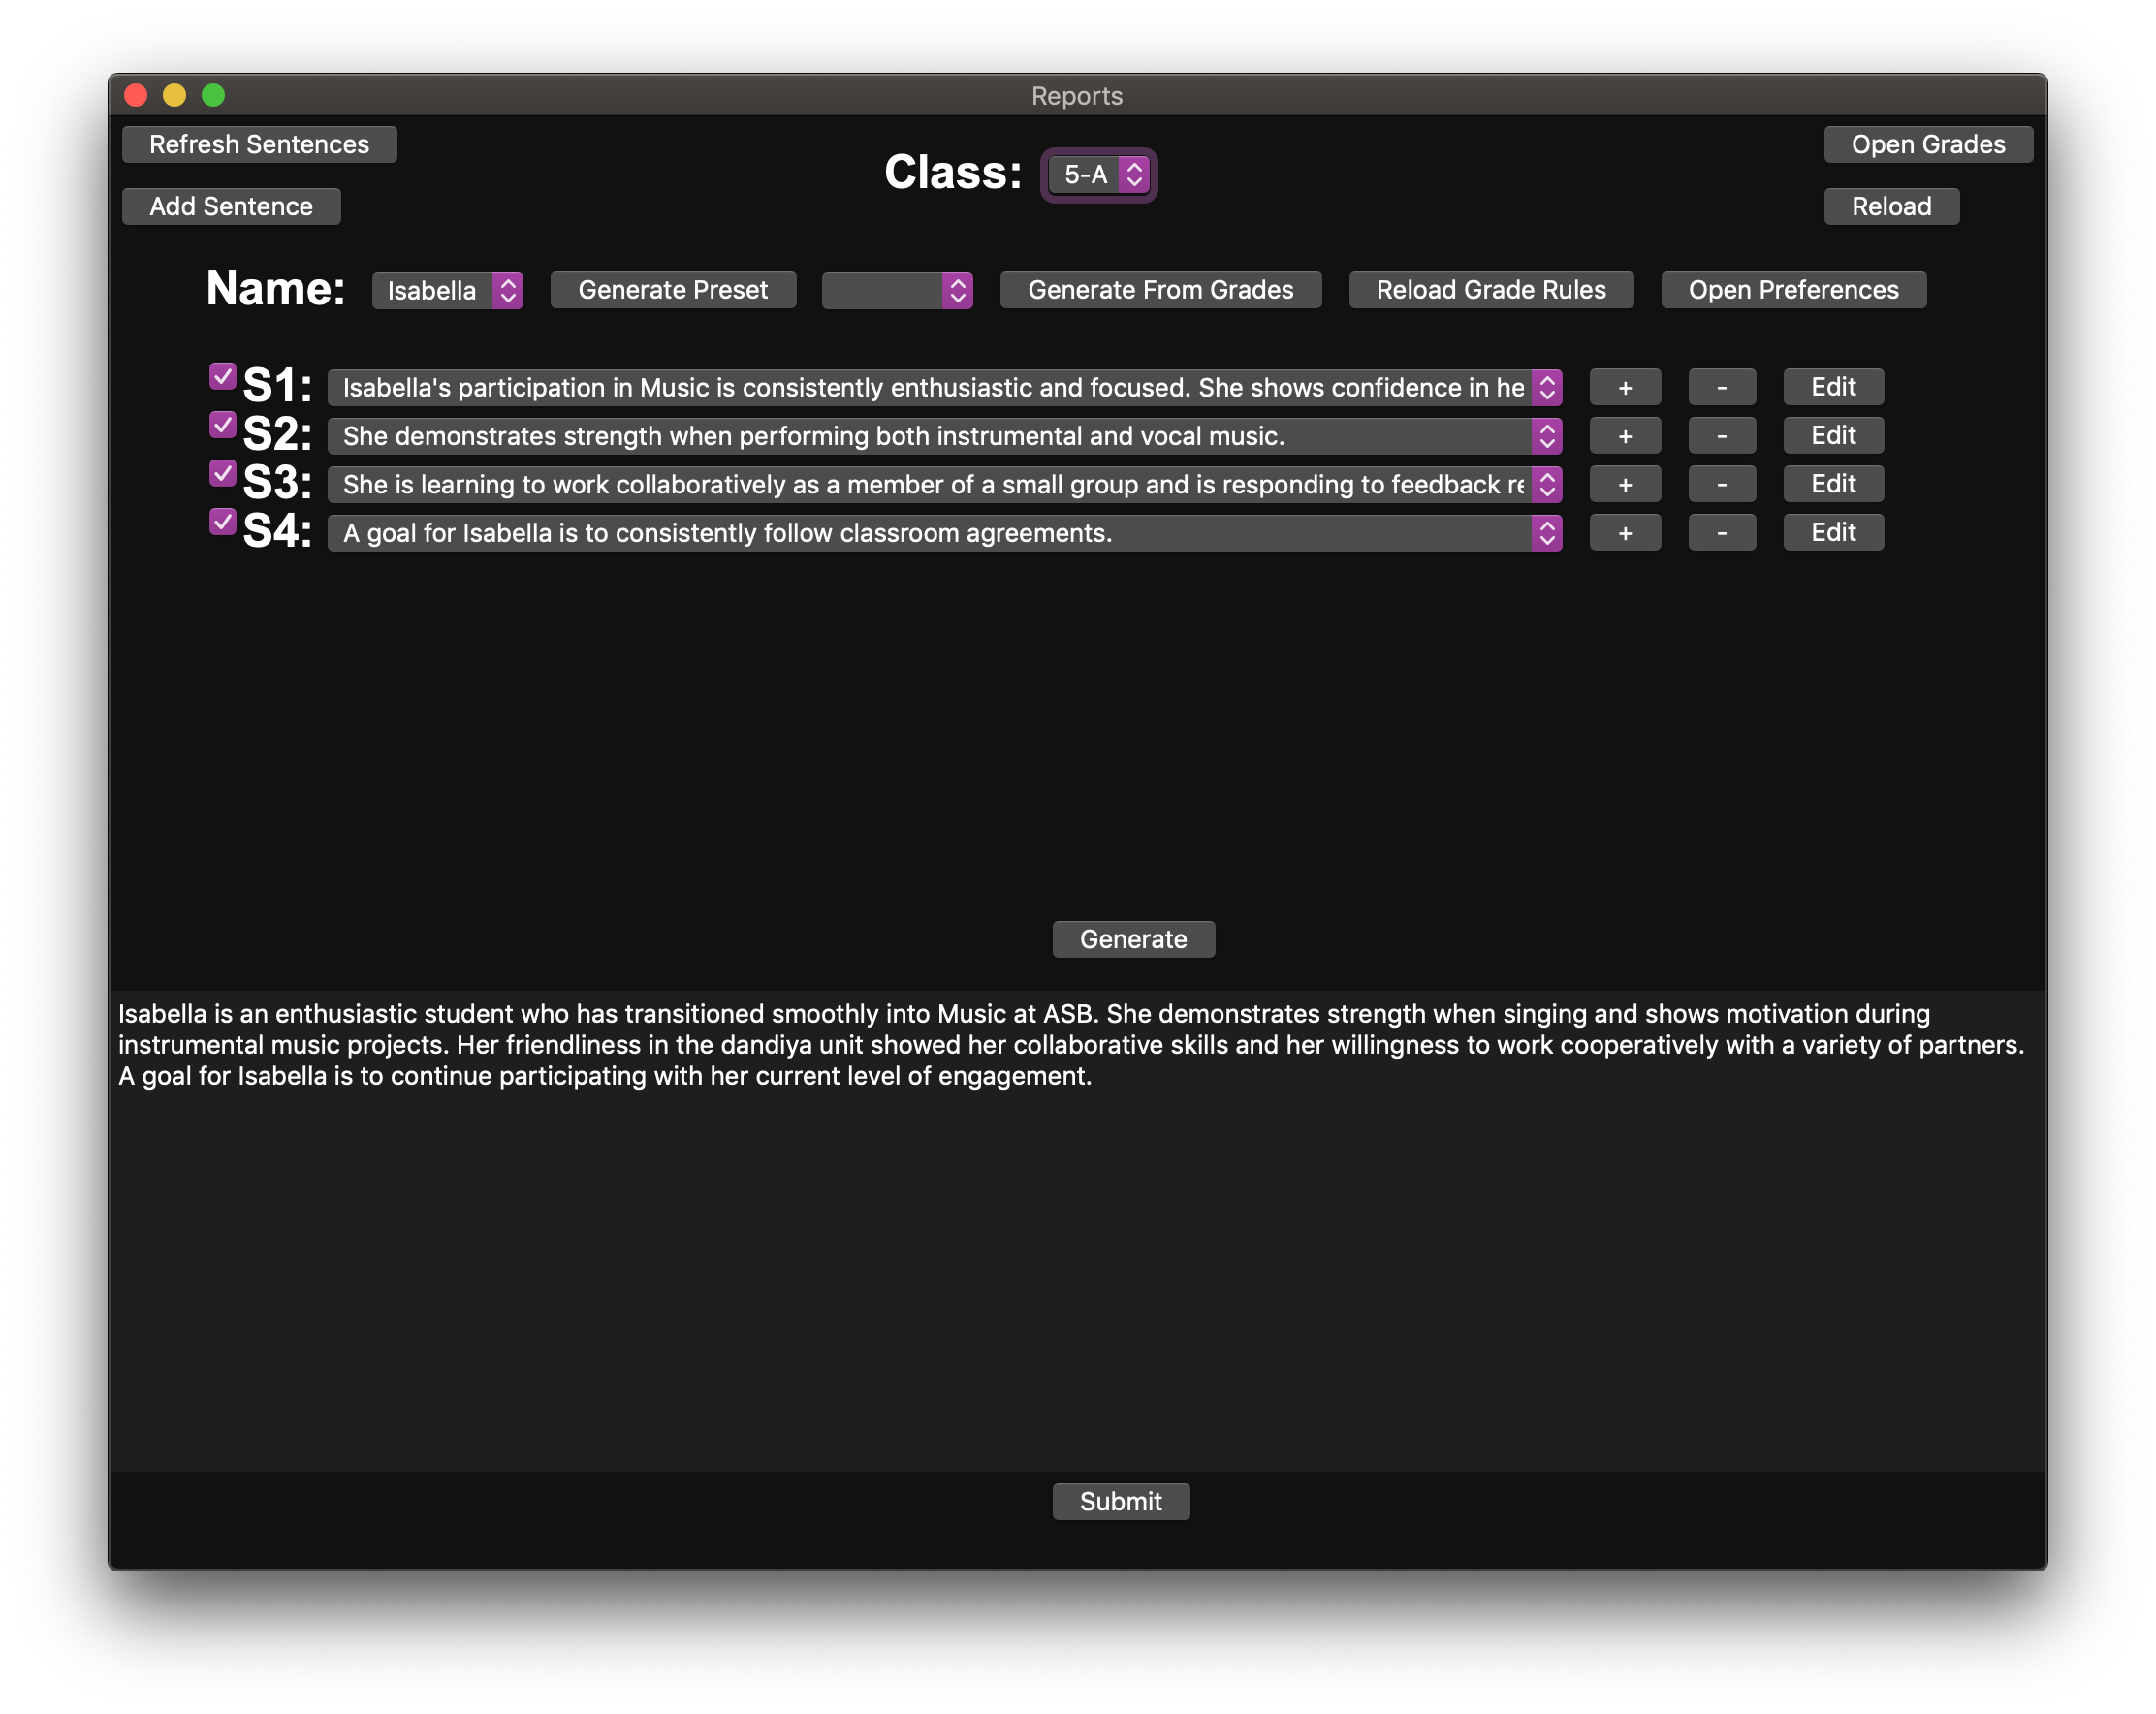 Reports
Refresh Sentences
Open Grades
Class: 5-A
Add Sentence
Reload
Name: Isabella Generate Preset Generate From Grades Reload Grade Rules Open Preferences
S1: Isabella's participation in Music is consistently enthusiastic and focused. She shows confidence in he + - Edit
S2: She demonstrates strength when performing both instrumental and vocal music. + - Edit
S3: She is learning to work collaboratively as a member of a small group and is responding to feedback re + - Edit
S4: A goal for Isabella is to consistently follow classroom agreements. + - Edit
Generate
Isabella is an enthusiastic student who has transitioned smoothly into Music at ASB. She demonstrates strength when singing and shows motivation during
instrumental music projects. Her friendliness in the dandiya unit showed her collaborative skills and her willingness to work cooperatively with a variety of partners.
A goal for Isabella is to continue participating with her current level of engagement.
Submit